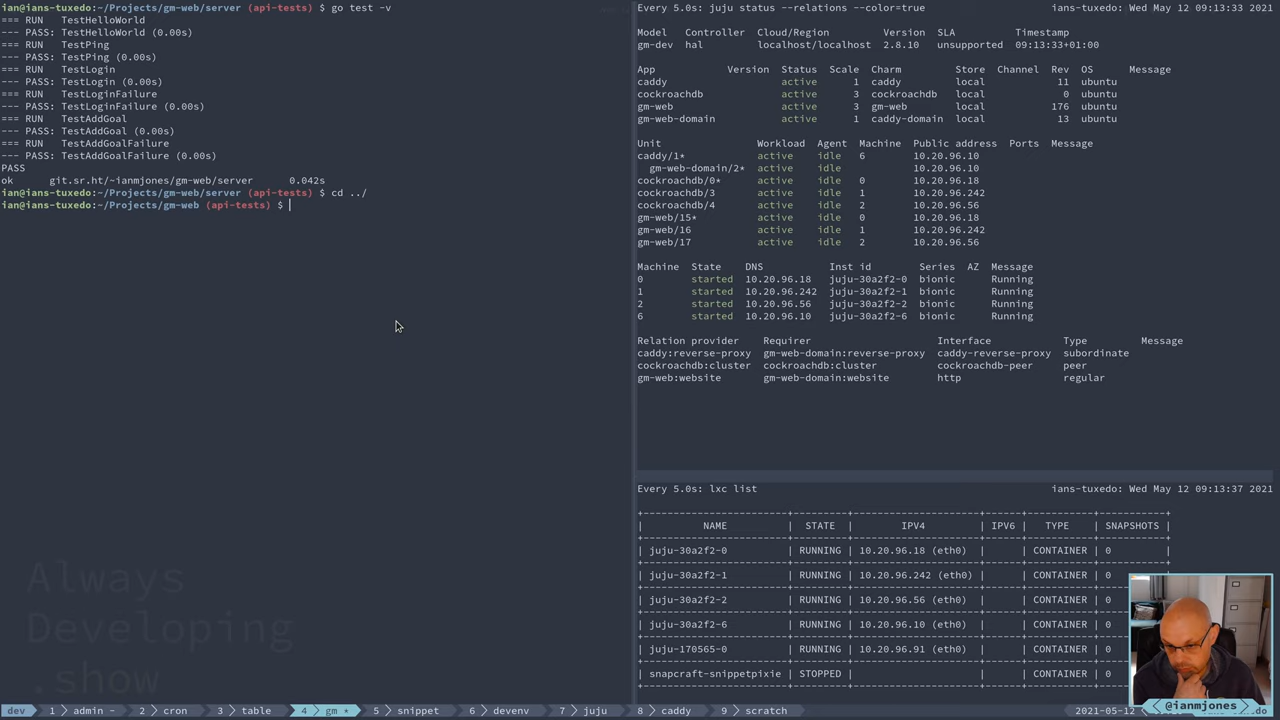 ian@ians-tuxedo:~/Projects/gm-web/server (api-tests) $ go test -v
=== RUN   TestHelloWorld
--- PASS: TestHelloWorld (0.00s)
=== RUN   TestPing
--- PASS: TestPing (0.00s)
=== RUN   TestLogin
--- PASS: TestLogin (0.00s)
=== RUN   TestLoginFailure
--- PASS: TestLoginFailure (0.00s)
=== RUN   TestAddGoal
--- PASS: TestAddGoal (0.00s)
=== RUN   TestAddGoalFailure
--- PASS: TestAddGoalFailure (0.00s)
PASS
ok      git.sr.ht/~ianmjones/gm-web/server      0.042s
ian@ians-tuxedo:~/Projects/gm-web/server (api-tests) $ cd ../
ian@ians-tuxedo:~/Projects/gm-web (api-tests) $
Every 5.0s: juju status --relations --color=true ians-tuxedo: Wed May 12 09:13:33 2021
Model Controller Cloud/Region Version SLA Timestamp
gm-dev hal localhost/localhost 2.8.10 unsupported 09:13:33+01:00
App Version Status Scale Charm Store Channel Rev OS Message
caddy active 1 caddy local 11 ubuntu
cockroachdb active 3 cockroachdb local 0 ubuntu
gm-web active 3 gm-web local 176 ubuntu
gm-web-domain active 1 caddy-domain local 13 ubuntu
Unit Workload Agent Machine Public address Ports Message
caddy/1* active idle 6 10.20.96.10
gm-web-domain/2* active idle 10.20.96.10
cockroachdb/0* active idle 0 10.20.96.18
cockroachdb/3 active idle 1 10.20.96.242
cockroachdb/4 active idle 2 10.20.96.56
gm-web/15* active idle 0 10.20.96.18
gm-web/16 active idle 1 10.20.96.242
gm-web/17 active idle 2 10.20.96.56
Machine State DNS Inst id Series AZ Message
0 started 10.20.96.18 juju-30a2f2-0 bionic Running
1 started 10.20.96.242 juju-30a2f2-1 bionic Running
2 started 10.20.96.56 juju-30a2f2-2 bionic Running
6 started 10.20.96.10 juju-30a2f2-6 bionic Running
Relation provider Requirer Interface Type Message
caddy:reverse-proxy gm-web-domain:reverse-proxy caddy-reverse-proxy subordinate
cockroachdb:cluster cockroachdb:cluster cockroachdb-peer peer
gm-web:website gm-web-domain:website http regular
Every 5.0s: lxc list ians-tuxedo: Wed May 12 09:13:37 2021
| NAME | STATE | IPV4 | IPV6 | TYPE | SNAPSHOTS |
| juju-30a2f2-0 | RUNNING | 10.20.96.18 (eth0) | | CONTAINER | 0 |
| juju-30a2f2-1 | RUNNING | 10.20.96.242 (eth0) | | CONTAINER | 0
| juju-30a2f2-2 | RUNNING | 10.20.96.56 (eth0) | | CONTAINER | 0
| juju-30a2f2-6 | RUNNING | 10.20.96.10 (eth0) | | CONTAINER | 0
| juju-170565-0 | RUNNING | 10.20.96.91 (eth0) | | CONTAINER | 0
| snapcraft-snippetpixie | STOPPED | | | CONTAINER | 0
Always
Developing
.show
@ianmjones
dev 1 admin - 2 cron 3 table 4 gm * 5 snippet 6 devenv 7 juju 8 caddy 9 scratch 2021-05-12